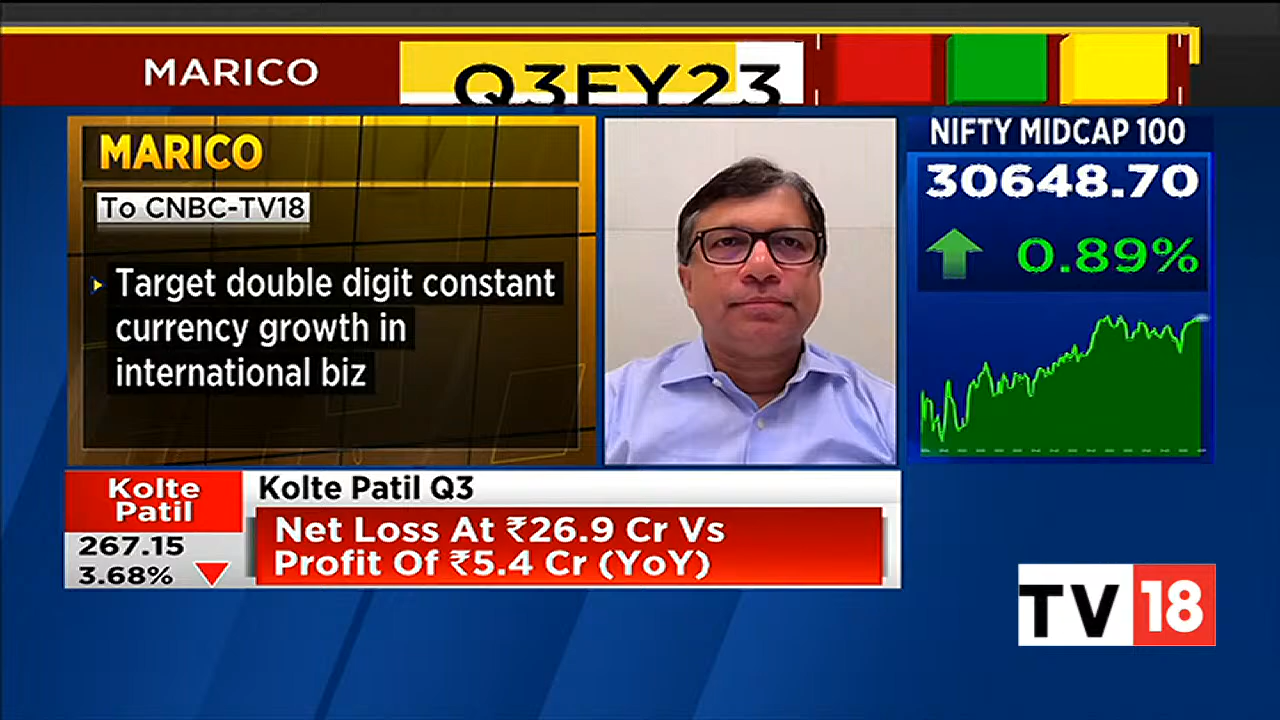 MARICO
Q3FY23
MARICO
To CNBC-TV18
Target double digit constant
currency growth in
international biz
NIFTY MIDCAP 100
30648.70
0.89%
Kolte
Patil
267.15
3.68%
Kolte Patil Q3
Net Loss At ₹26.9 Cr Vs
Profit Of ₹5.4 Cr (YoY)
TV18